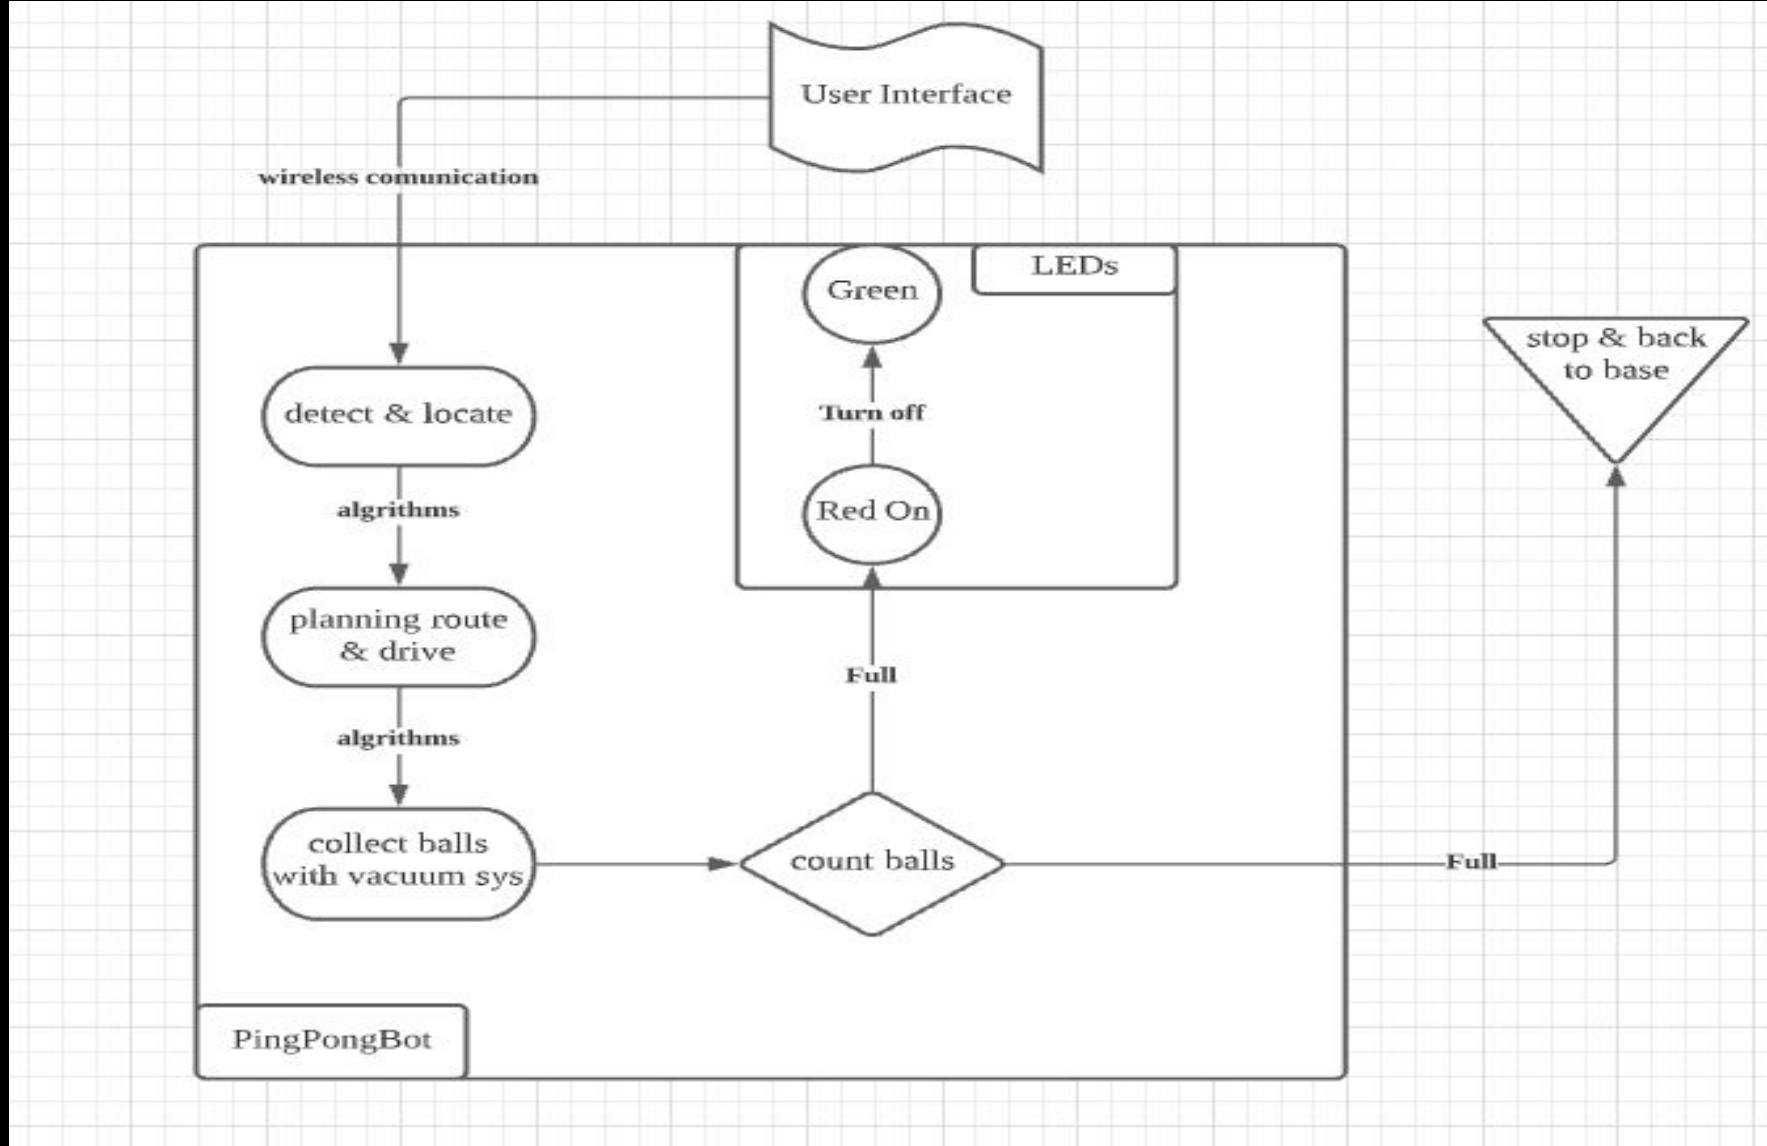 User Interface
wireless comunication
Green
LEDs
stop & back
to base
detect & locate
Turn off
algrithms
Red On
planning route
& drive
Full
algrithms
collect balls
with vacuum sys
count balls
Full
PingPongBot